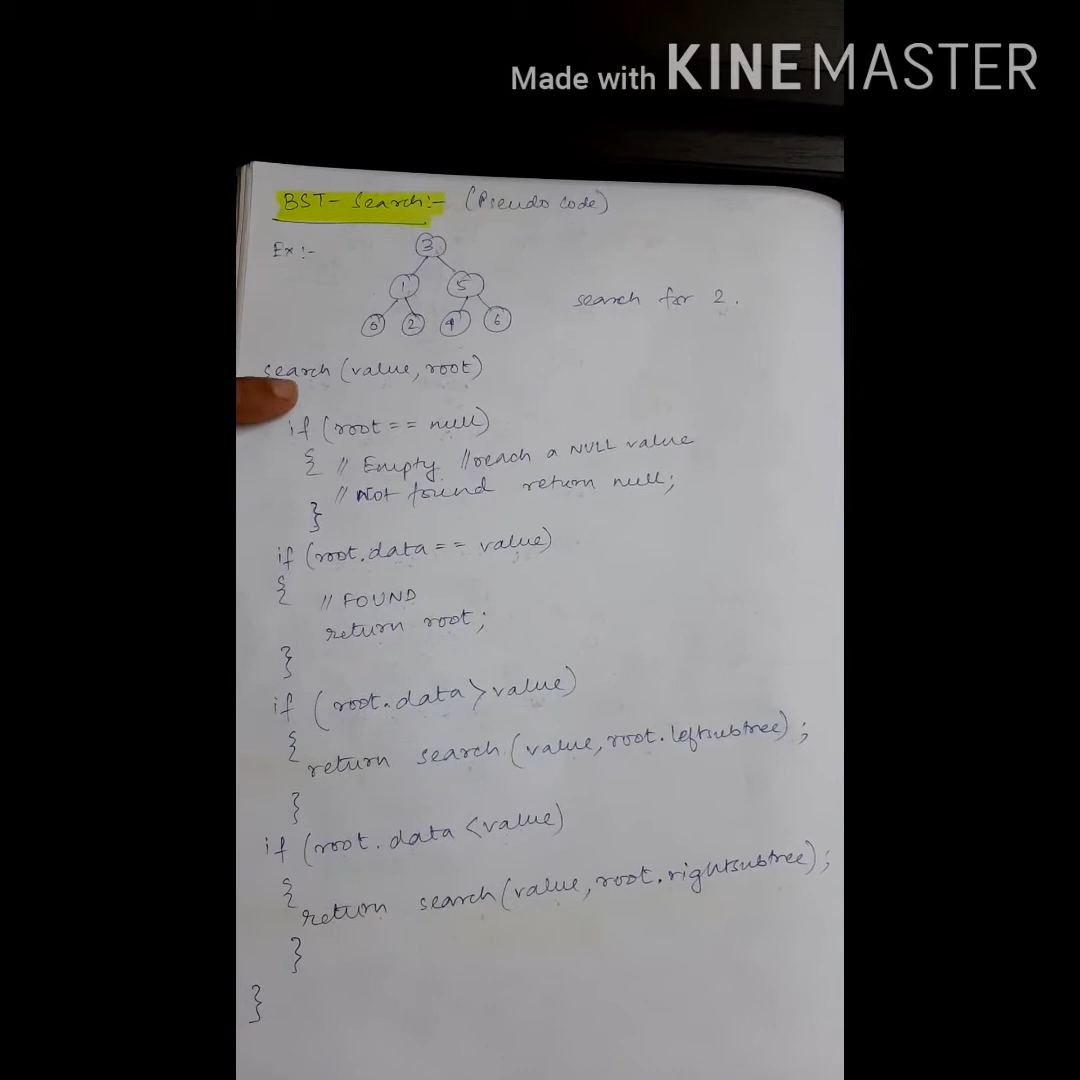 Made with KINEMASTER
BST- Search:- (Pseudo Code)
Ex:-
3
1 5
0 2 4 6
search for 2.
search (value, root)
if (root == null)
{ // Empty //reach a NULL value
// Not found return null;
}
if (root.data == value)
{ // FOUND
return root;
}
if (root.data > value)
{
return search (value, root.leftsubtree);
}
if (root.data < value)
{
return search (value, root.rightsubtree);
}
}